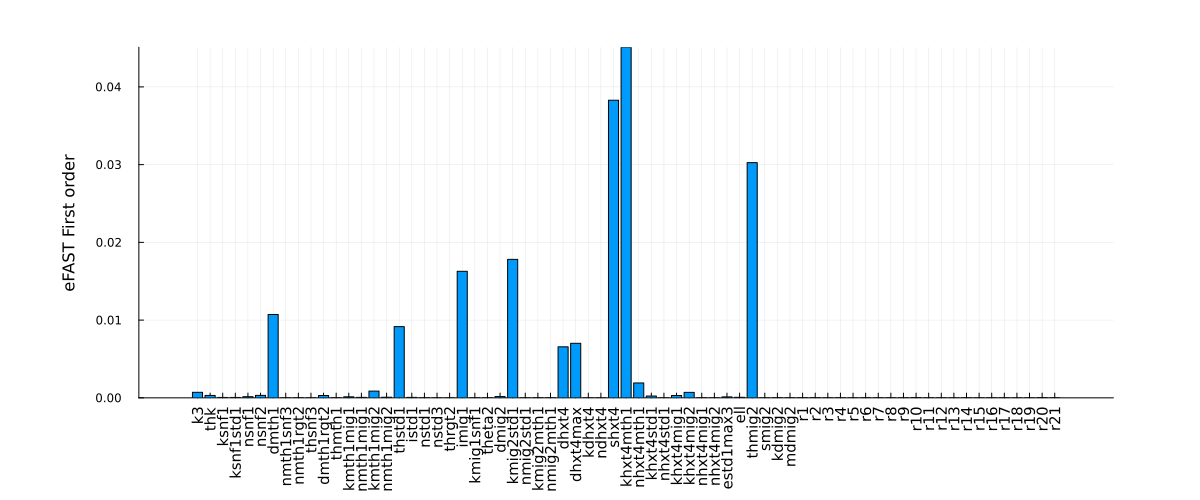 eFAST First order
0.04
0.03
0.02
0.01
0.00
k3
thk
ksnf1
ksnf1std1
nsnf1
nsnf2
dmth1
nmth1snf3
nmth1rgt2
thsnf3
dmth1rgt2
thmth1
kmth1mig1
nmth1mig1
kmth1mig2
nmth1mig2
thstd1
istd1
nstd1
nstd3
thrgt2
imig1
kmig1snf1
theta2
dmig2
kmig2std1
nmig2std1
kmig2mth1
nmig2mth1
dhxt4
dhxt4max
kdhxt4
ndhxt4
shxt4
khxt4mth1
nhxt4mth1
khxt4std1
nhxt4std1
khxt4mig1
khxt4mig2
nhxt4mig1
nhxt4mig2
estd1max3
ell
thmig2
smig2
kdmig2
mdmig2
r1
r2
r3
r4
r5
r6
r7
r8
r9
r10
r11
r12
r13
r14
r15
r16
r17
r18
r19
r20
r21